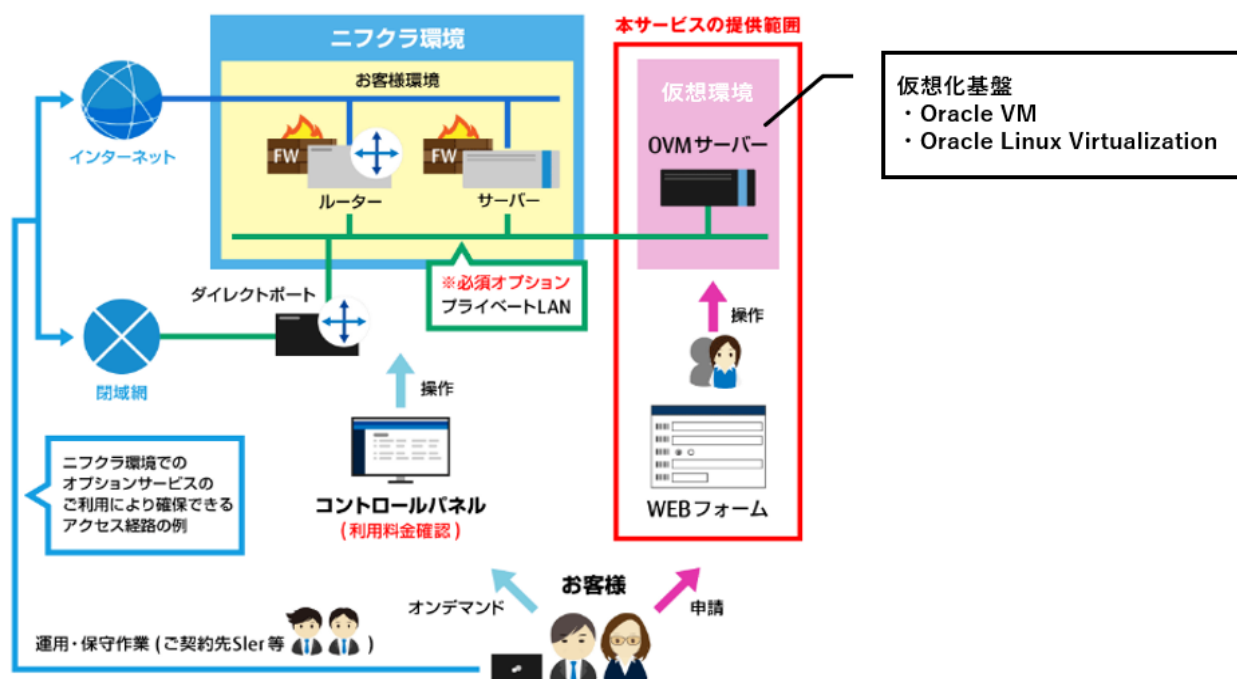 本サービスの提供範囲
ニフクラ環境
お客様環境
仮想環境
仮想化基盤
・Oracle VM
・Oracle Linux Virtualization
インターネット
FW
FW
OVMサーバー
ルーター
サーバー
※必須オプション
プライベートLAN
ダイレクトポート
操作
閉域網
操作
ニフクラ環境での
オプションサービスの
ご利用により確保できる
アクセス経路の例
コントロールパネル
(利用料金確認)
WEBフォーム
お客様
オンデマンド
申請
運用・保守作業(ご契約先SIer等 )